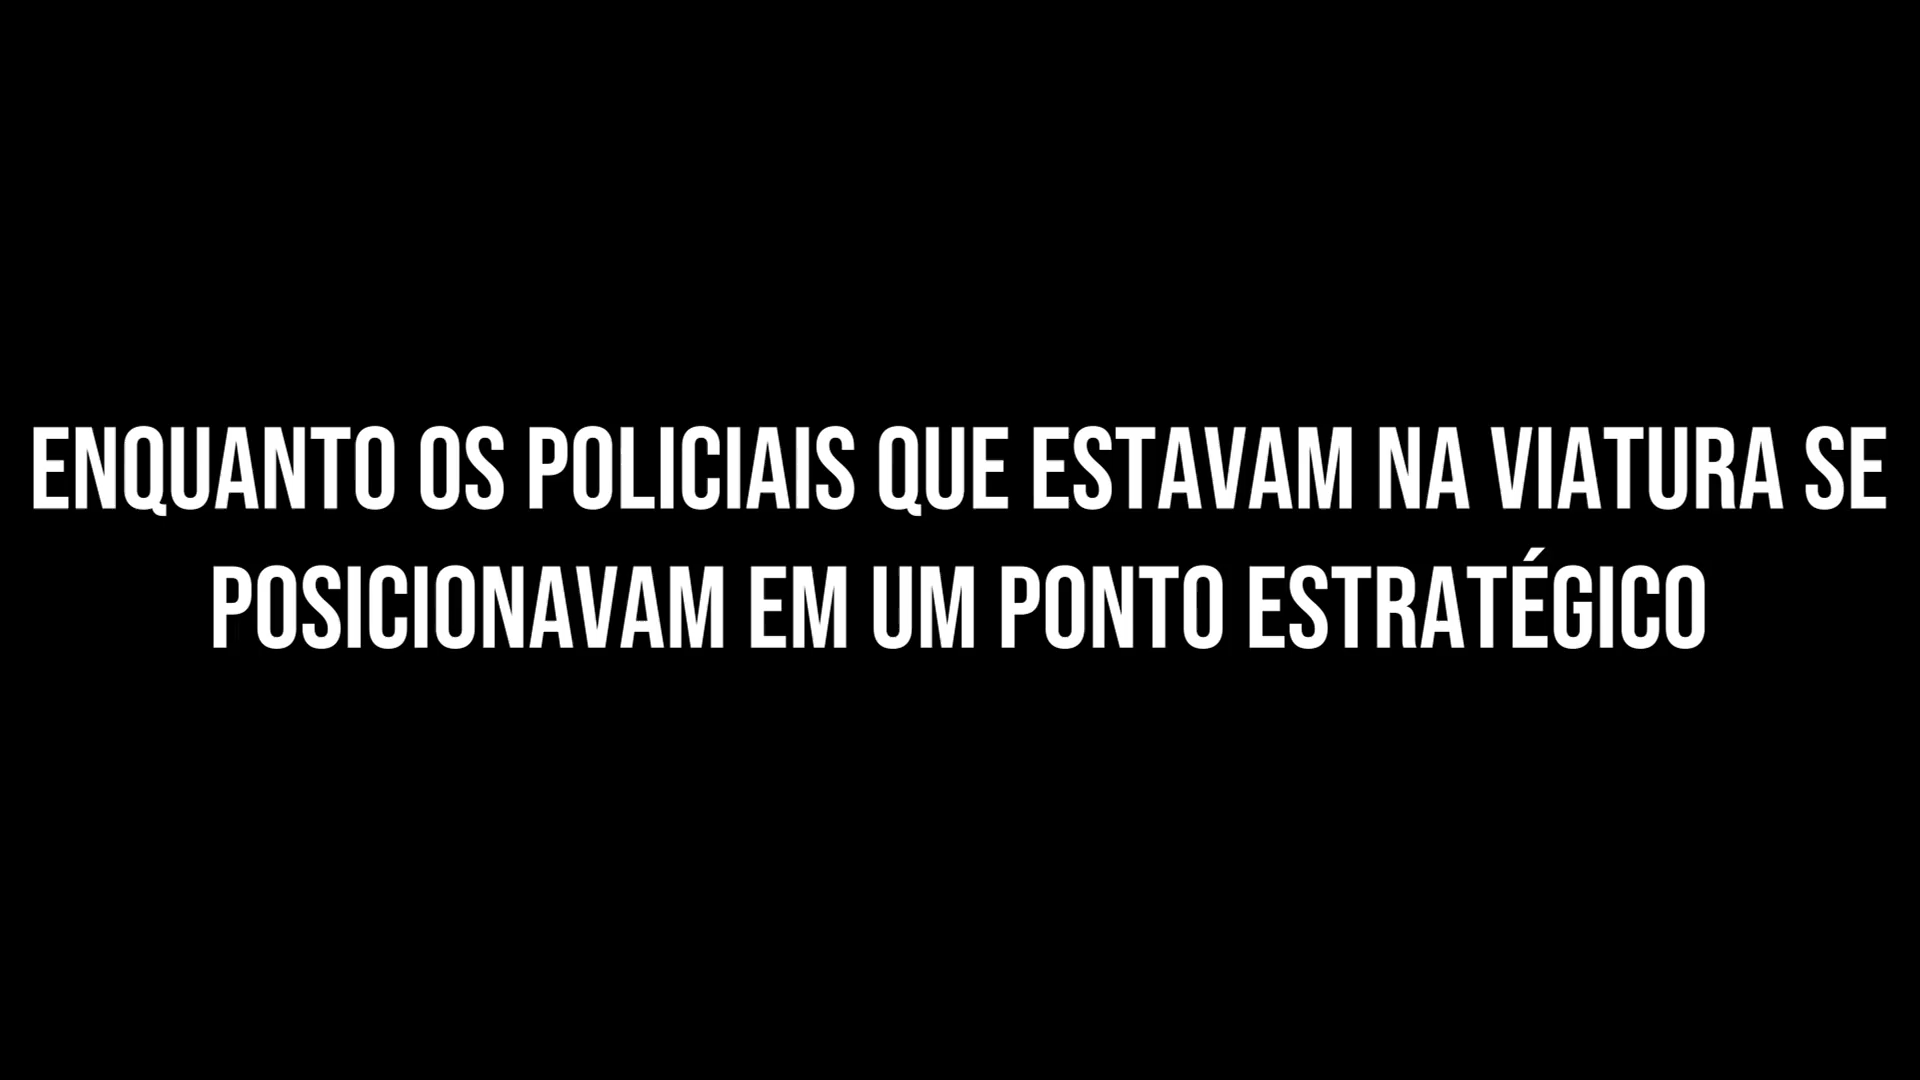 ENQUANTO OS POLICIAIS QUE ESTAVAM NA VIATURA SE
POSICIONAVAM EM UM PONTO ESTRATÉGICO